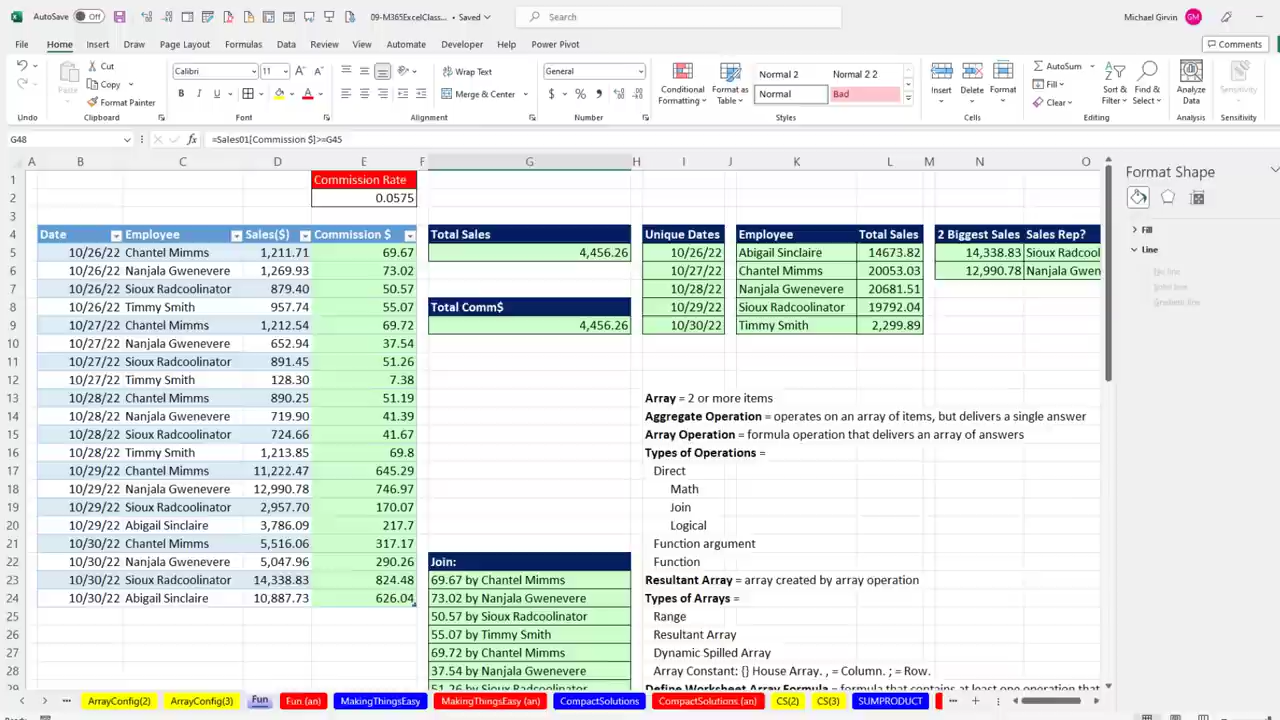 AutoSave Off 09-M365ExcelClass... • Saved Search Michael Girvin GM
File Home Insert Draw Page Layout Formulas Data Review View Automate Developer Help Power Pivot Comments
Undo
Paste Cut Copy Format Painter Clipboard
Calibri 11 B I U A Font
Wrap Text Merge & Center Alignment
General $ % , Number
Conditional Formatting Format as Table Normal 2 Normal 2 2 Normal Bad Styles
Insert Delete Format Cells
AutoSum Fill Clear Sort & Filter Find & Select Editing
Analyze Data Analysis
Sensitivity Sensitivity
G48 fx =Sales01[Commission $]>=G45
A B C D E F G H I J K L M N O
1 Commission Rate
2 0.0575
3
4 Date Employee Sales($) Commission $ Total Sales Unique Dates Employee Total Sales 2 Biggest Sales Sales Rep?
5 10/26/22 Chantel Mimms 1,211.71 69.67 4,456.26 10/26/22 Abigail Sinclaire 14673.82 14,338.83 Sioux Radcool
6 10/26/22 Nanjala Gwenevere 1,269.93 73.02 10/27/22 Chantel Mimms 20053.03 12,990.78 Nanjala Gwen
7 10/26/22 Sioux Radcoolinator 879.40 50.57 10/28/22 Nanjala Gwenevere 20681.51
8 10/26/22 Timmy Smith 957.74 55.07 Total Comm$ 10/29/22 Sioux Radcoolinator 19792.04
9 10/27/22 Chantel Mimms 1,212.54 69.72 4,456.26 10/30/22 Timmy Smith 2,299.89
10 10/27/22 Nanjala Gwenevere 652.94 37.54
11 10/27/22 Sioux Radcoolinator 891.45 51.26
12 10/27/22 Timmy Smith 128.30 7.38
13 10/28/22 Chantel Mimms 890.25 51.19 Array = 2 or more items
14 10/28/22 Nanjala Gwenevere 719.90 41.39 Aggregate Operation = operates on an array of items, but delivers a single answer
15 10/28/22 Sioux Radcoolinator 724.66 41.67 Array Operation = formula operation that delivers an array of answers
16 10/28/22 Timmy Smith 1,213.85 69.8 Types of Operations =
17 10/29/22 Chantel Mimms 11,222.47 645.29 Direct
18 10/29/22 Nanjala Gwenevere 12,990.78 746.97 Math
19 10/29/22 Sioux Radcoolinator 2,957.70 170.07 Join
20 10/29/22 Abigail Sinclaire 3,786.09 217.7 Logical
21 10/30/22 Chantel Mimms 5,516.06 317.17 Function argument
22 10/30/22 Nanjala Gwenevere 5,047.96 290.26 Join: Function
23 10/30/22 Sioux Radcoolinator 14,338.83 824.48 69.67 by Chantel Mimms Resultant Array = array created by array operation
24 10/30/22 Abigail Sinclaire 10,887.73 626.04 73.02 by Nanjala Gwenevere Types of Arrays =
25 50.57 by Sioux Radcoolinator Range
26 55.07 by Timmy Smith Resultant Array
27 69.72 by Chantel Mimms Dynamic Spilled Array
28 37.54 by Nanjala Gwenevere Array Constant: {} House Array. , = Column. ; = Row.
29 51.26 by Sioux Radcoolinator Define Worksheet Array Formula = formula that contains at least one operation that
Format Shape
Fill
Line
No line
Solid line
Gradient line
ArrayConfig(2) ArrayConfig(3) Fun Fun (an) MakingThingsEasy MakingThingsEasy (an) CompactSolutions CompactSolutions (an) CS(2) CS(3) SUMPRODUCT